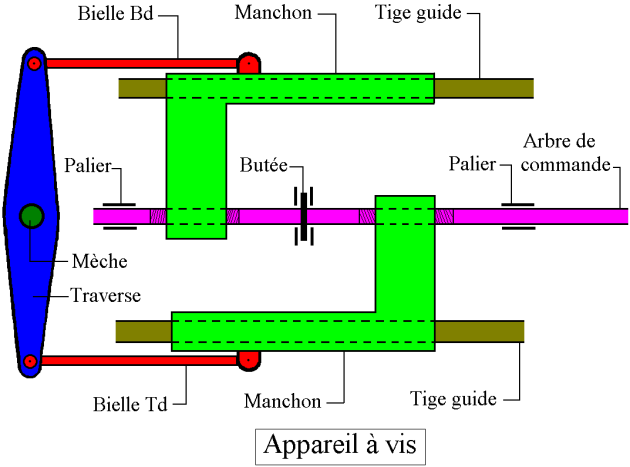 Bielle Bd
Manchon
Tige guide
Palier
Butée
Palier
Arbre de
commande
Mèche
Traverse
Bielle Td
Manchon
Tige guide
Appareil à vis